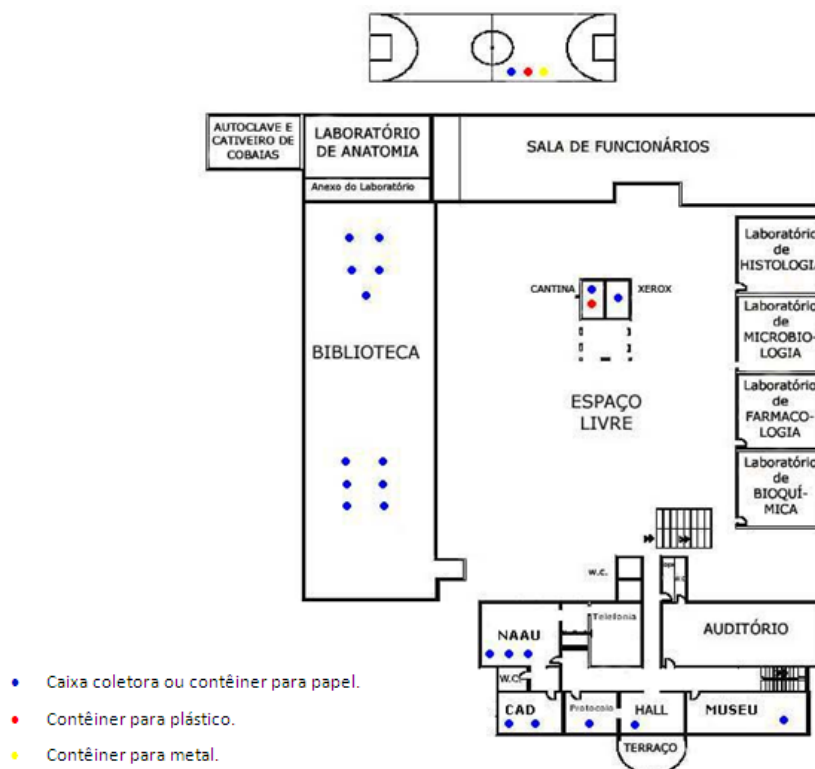 AUTOCLAVE E
CATIVEIRO DE
COBAIAS
LABORATÓRIO
DE ANATOMIA
Anexo do Laboratório
SALA DE FUNCIONÁRIOS
Laboratório
de
HISTOLOGIA
CANTINA
XEROX
Laboratório
de
MICROBIO-
LOGIA
BIBLIOTECA
ESPAÇO
LIVRE
Laboratório
de
FARMACO-
LOGIA
Laboratório
de
BIOQUÍ-
MICA
W.C.
Telefonia
NAAU
AUDITÓRIO
W.C.
CAD
Protocolo
HALL
MUSEU
TERRAÇO
Caixa coletora ou contêiner para papel.
Contêiner para plástico.
Contêiner para metal.